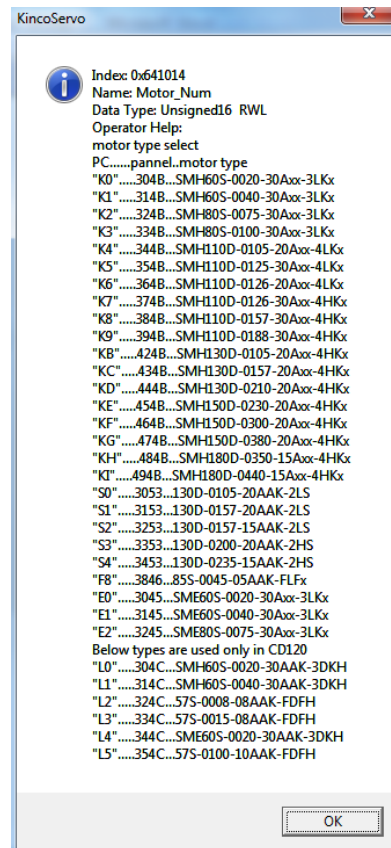 KincoServo
Index: 0x641014
Name: Motor_Num
Data Type: Unsigned16  RWL
Operator Help:
motor type select
PC......pannel..motor type
"K0".....304B...SMH60S-0020-30Axx-3LKx
"K1".....314B...SMH60S-0040-30Axx-3LKx
"K2".....324B...SMH80S-0075-30Axx-3LKx
"K3".....334B...SMH80S-0100-30Axx-3LKx
"K4".....344B...SMH110D-0105-20Axx-4LKx
"K5".....354B...SMH110D-0125-30Axx-4LKx
"K6".....364B...SMH110D-0126-20Axx-4LKx
"K7".....374B...SMH110D-0126-30Axx-4HKx
"K8".....384B...SMH110D-0157-30Axx-4HKx
"K9".....394B...SMH110D-0188-30Axx-4HKx
"KB".....424B...SMH130D-0105-20Axx-4HKx
"KC".....434B...SMH130D-0157-20Axx-4HKx
"KD".....444B...SMH130D-0210-20Axx-4HKx
"KE".....454B...SMH150D-0230-20Axx-4HKx
"KF".....464B...SMH150D-0300-20Axx-4HKx
"KG".....474B...SMH150D-0380-20Axx-4HKx
"KH".....484B...SMH180D-0350-15Axx-4HKx
"KI".....494B...SMH180D-0440-15Axx-4HKx
"S0".....3053...130D-0105-20AAK-2LS
"S1".....3153...130D-0157-20AAK-2LS
"S2".....3253...130D-0157-15AAK-2LS
"S3".....3353...130D-0200-20AAK-2HS
"S4".....3453...130D-0235-15AAK-2HS
"F8".....3846...85S-0045-05AAK-FLFx
"E0".....3045...SME60S-0020-30Axx-3LKx
"E1".....3145...SME60S-0040-30Axx-3LKx
"E2".....3245...SME80S-0075-30Axx-3LKx
Below types are used only in CD120
"L0".....304C...SMH60S-0020-30AAK-3DKH
"L1".....314C...SMH60S-0040-30AAK-3DKH
"L2".....324C...57S-0008-08AAK-FDFH
"L3".....334C...57S-0015-08AAK-FDFH
"L4".....344C...SME60S-0020-30AAK-3DKH
"L5".....354C...57S-0100-10AAK-FDFH
OK